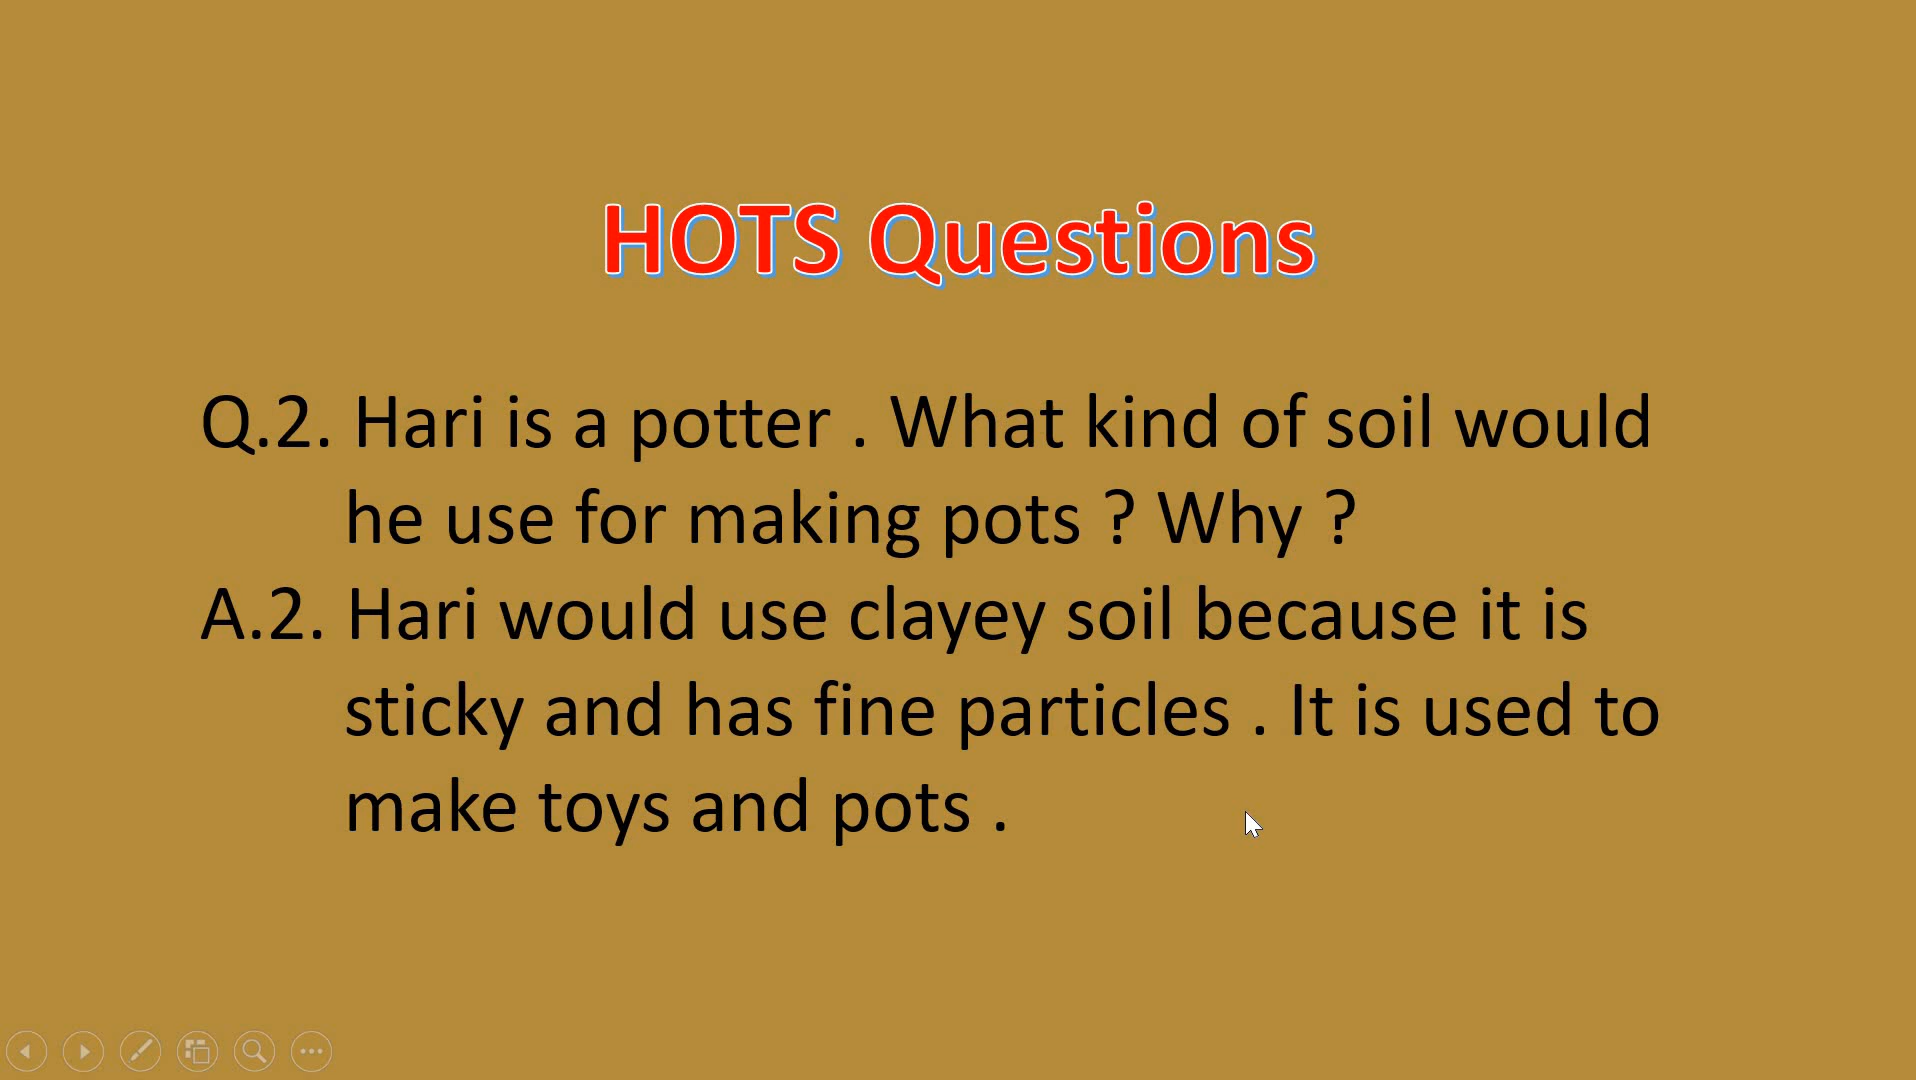 HOTS Questions
Q.2. Hari is a potter . What kind of soil would
he use for making pots ? Why ?
A.2. Hari would use clayey soil because it is
sticky and has fine particles . It is used to
make toys and pots .